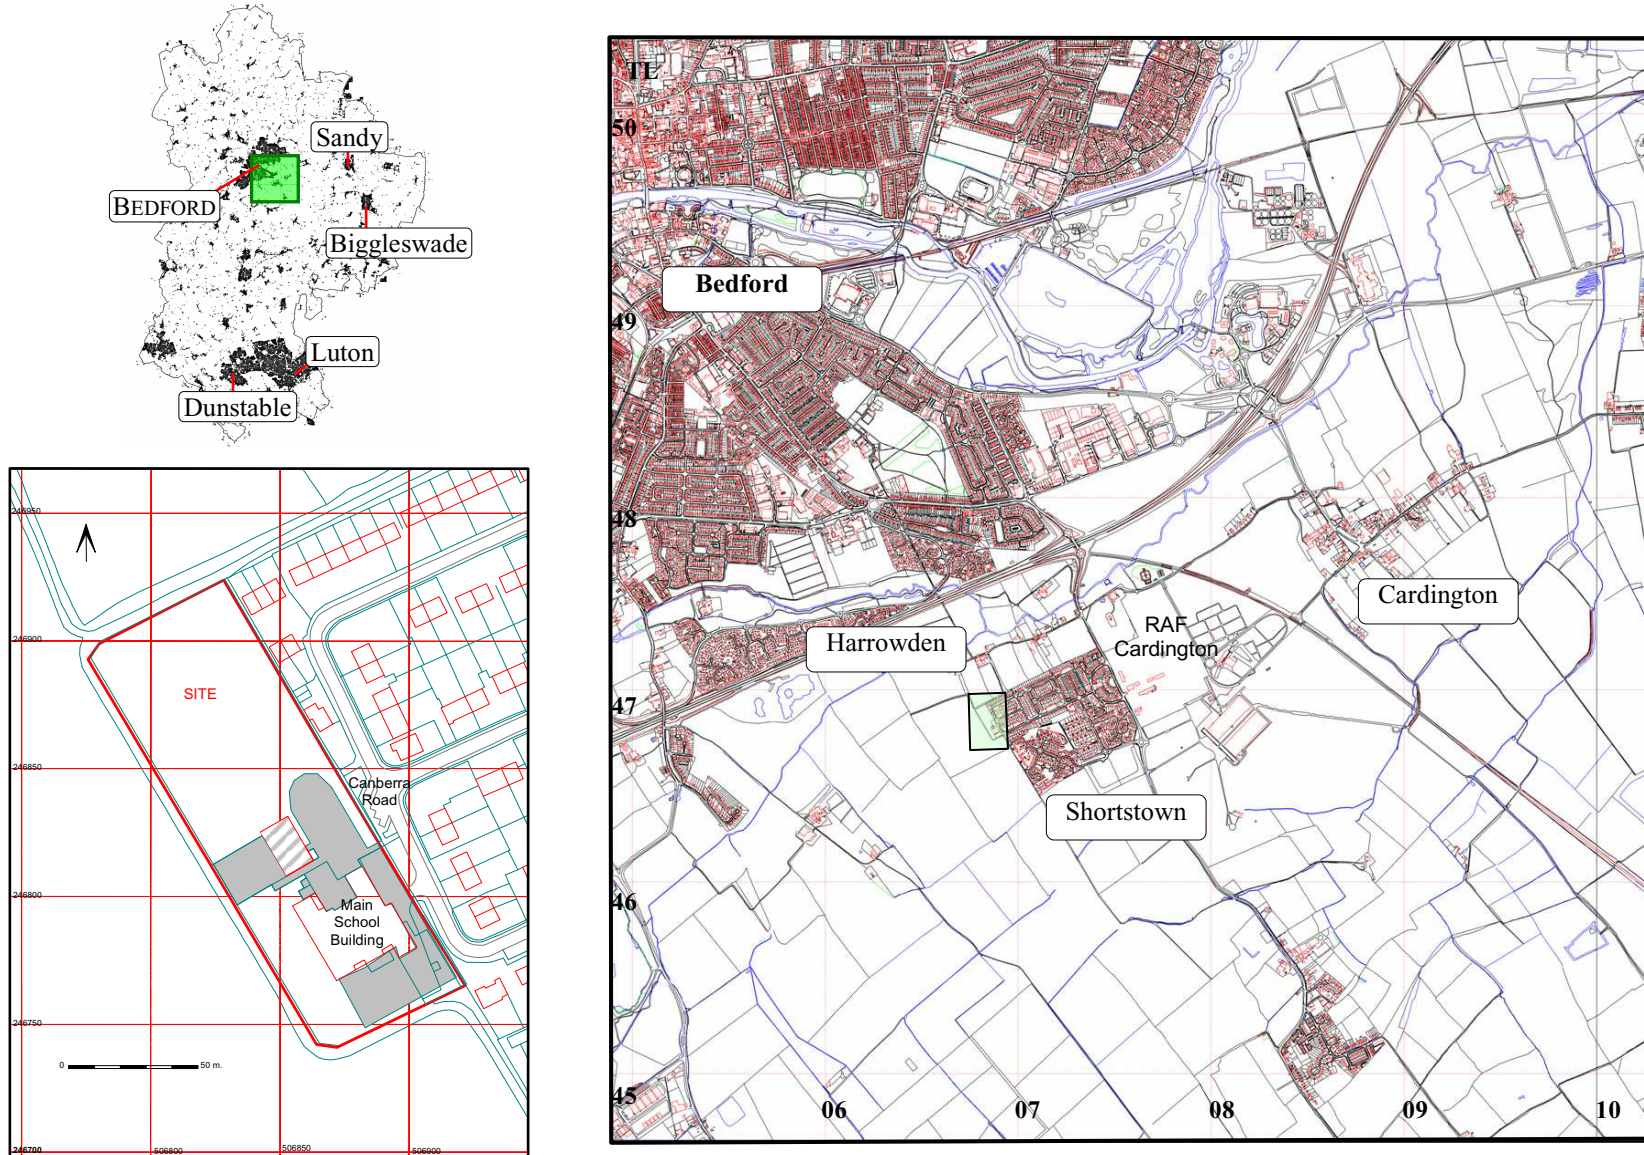 Sandy
BEDFORD
Biggleswade
Luton
Dunstable
TL
50
Bedford
49
48
Cardington
RAF
Cardington
Harrowden
47
Shortstown
46
45
06
07
08
09
10
246950
246900
SITE
246850
Canberra
Road
246800
Main
School
Building
246750
0
50 m.
246700
506800
506850
506900